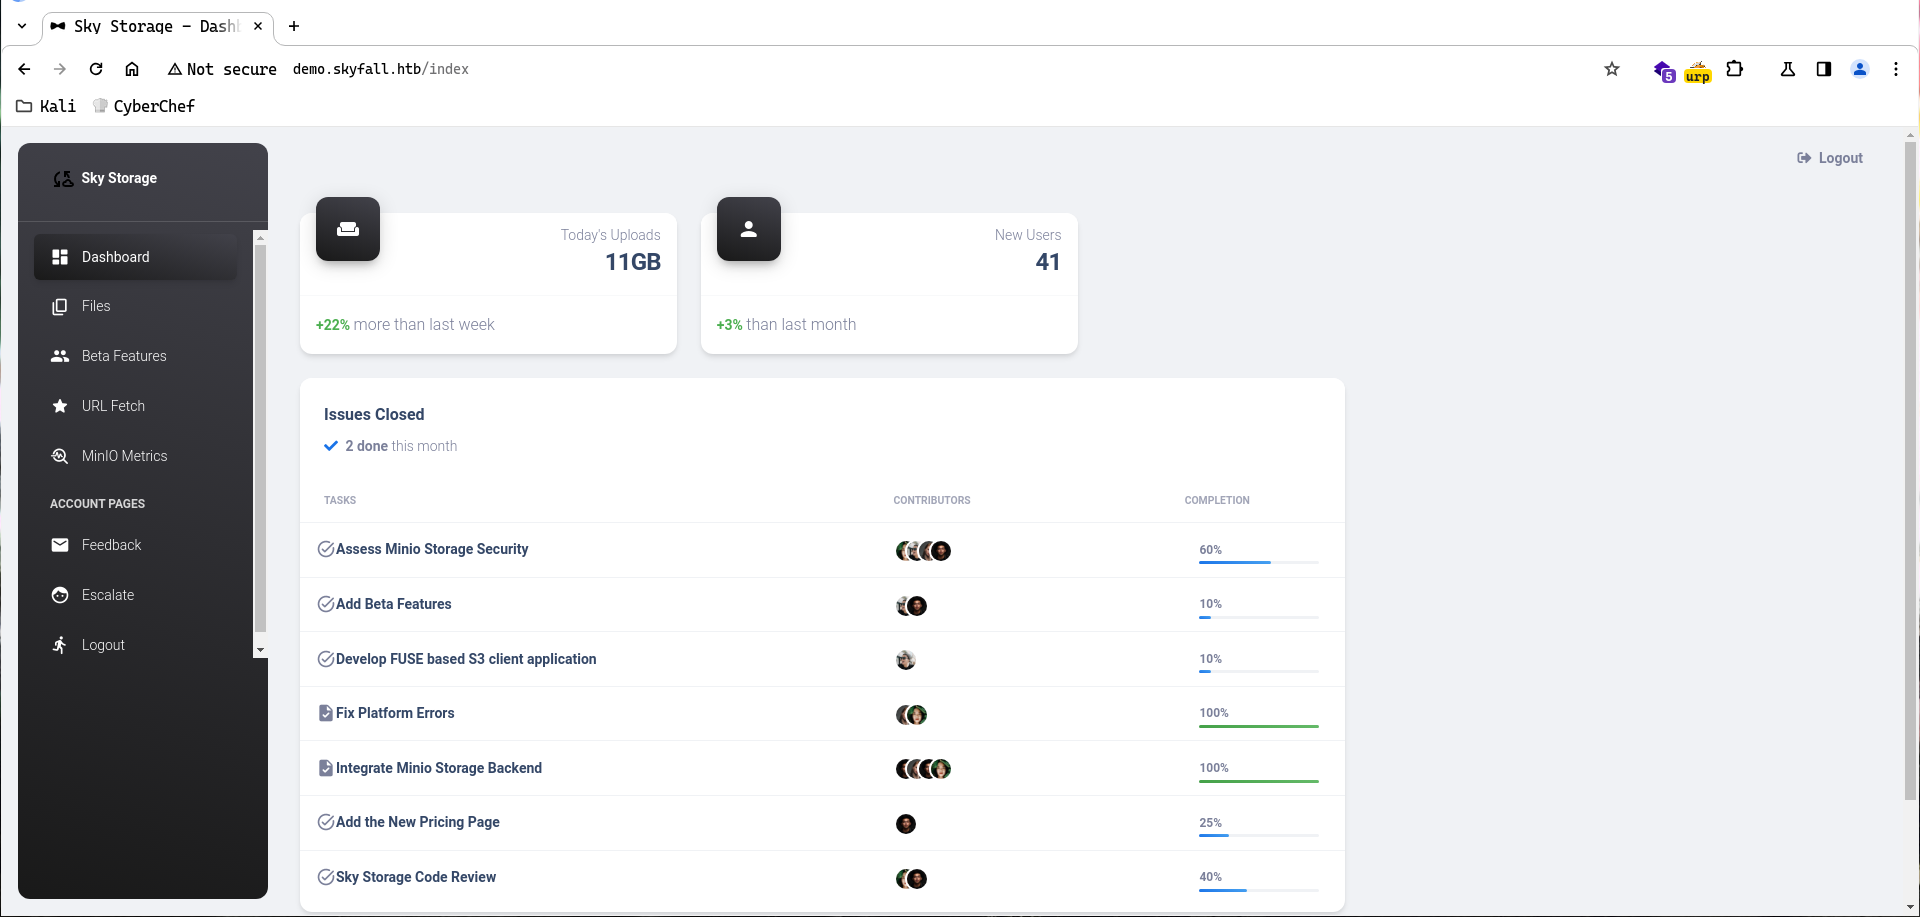 Sky Storage - Dashb
Not secure
demo.skyfall.htb/index
5
urp
Kali
CyberChef
Sky Storage
Dashboard
Files
Beta Features
URL Fetch
MinIO Metrics
ACCOUNT PAGES
Feedback
Escalate
Logout
Logout
Today's Uploads
11GB
+22% more than last week
New Users
41
+3% than last month
Issues Closed
2 done this month
TASKS CONTRIBUTORS COMPLETION
Assess Minio Storage Security 60%
Add Beta Features 10%
Develop FUSE based S3 client application 10%
Fix Platform Errors 100%
Integrate Minio Storage Backend 100%
Add the New Pricing Page 25%
Sky Storage Code Review 40%